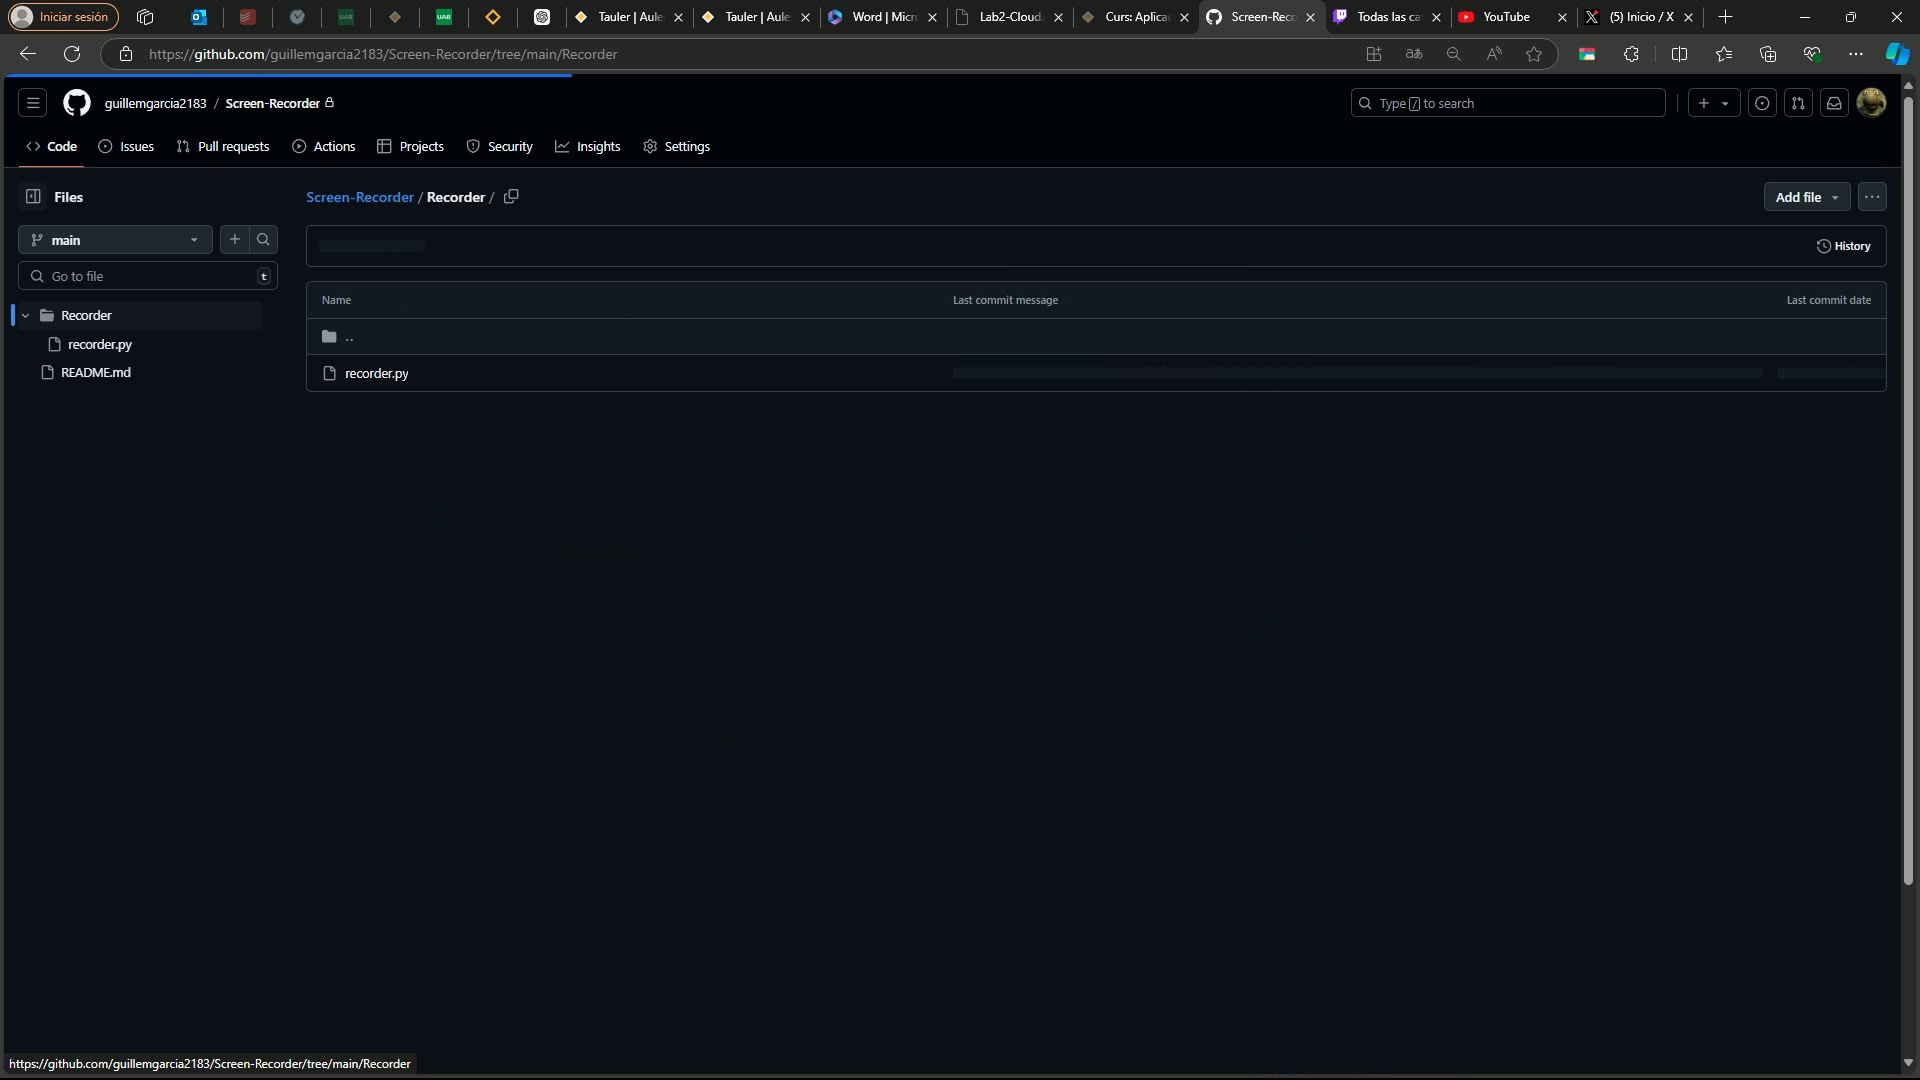 Iniciar sesión
Tauler | Aule
Tauler | Aule
Word | Micr
Lab2-Cloud.
Curs: Aplica
Screen-Reco
Todas las ca
YouTube
(5) Inicio / X
https://github.com/guillemgarcia2183/Screen-Recorder/tree/main/Recorder
guillemgarcia2183 / Screen-Recorder
Type / to search
Code
Issues
Pull requests
Actions
Projects
Security
Insights
Settings
Files
Screen-Recorder / Recorder /
Add file
main
History
Go to file
t
Name
Last commit message
Last commit date
Recorder
..
recorder.py
recorder.py
README.md
https://github.com/guillemgarcia2183/Screen-Recorder/tree/main/Recorder